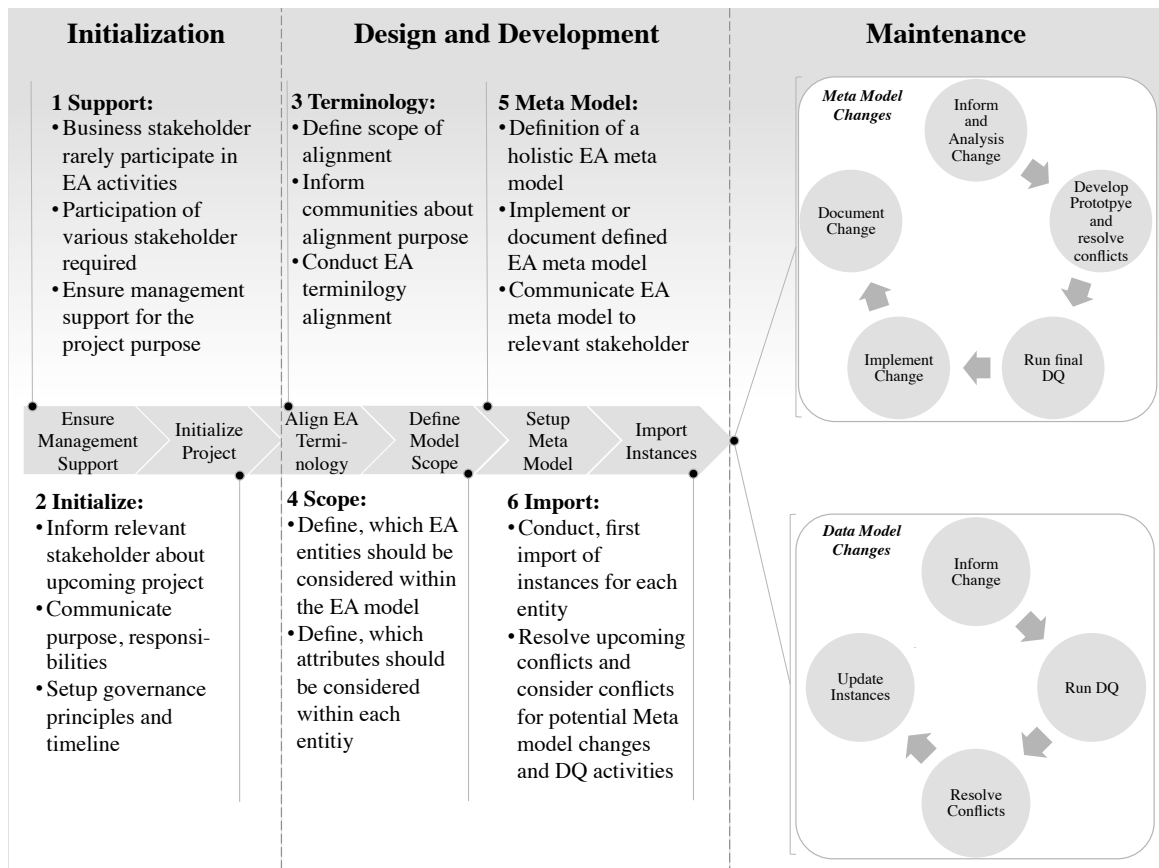 Initialization
Design and Development
Maintenance
1 Support:
• Business stakeholder
rarely participate in
EA activities
• Participation of
various stakeholder
required
• Ensure management
support for the
project purpose
3 Terminology:
• Define scope of
alignment
• Inform
communities about
alignment purpose
• Conduct EA
terminilogy
alignment
5 Meta Model:
• Definition of a
holistic EA meta
model
• Implement or
document defined
EA meta model
• Communicate EA
meta model to
relevant stakeholder
Ensure
Management
Support
Initialize
Project
Align EA
Termi-
nology
Define
Model
Scope
Setup
Meta
Model
Import
Instances
2 Initialize:
• Inform relevant
stakeholder about
upcoming project
• Communicate
purpose, responsi-
bilities
• Setup governance
principles and
timeline
4 Scope:
• Define, which EA
entities should be
considered within
the EA model
• Define, which
attributes should
be considered
within each
entitiy
6 Import:
• Conduct, first
import of
instances for each
entity
• Resolve upcoming
conflicts and
consider conflicts
for potential Meta
model changes
and DQ activities
Meta Model
Changes
Inform
and
Analysis
Change
Develop
Prototpye
and
resolve
conflicts
Run final
DQ
Implement
Change
Document
Change
Data Model
Changes
Inform
Change
Run DQ
Resolve
Conflicts
Update
Instances